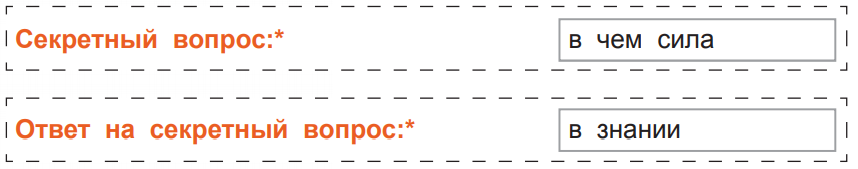 Секретный вопрос:* в чем сила
Ответ на секретный вопрос:* в знании